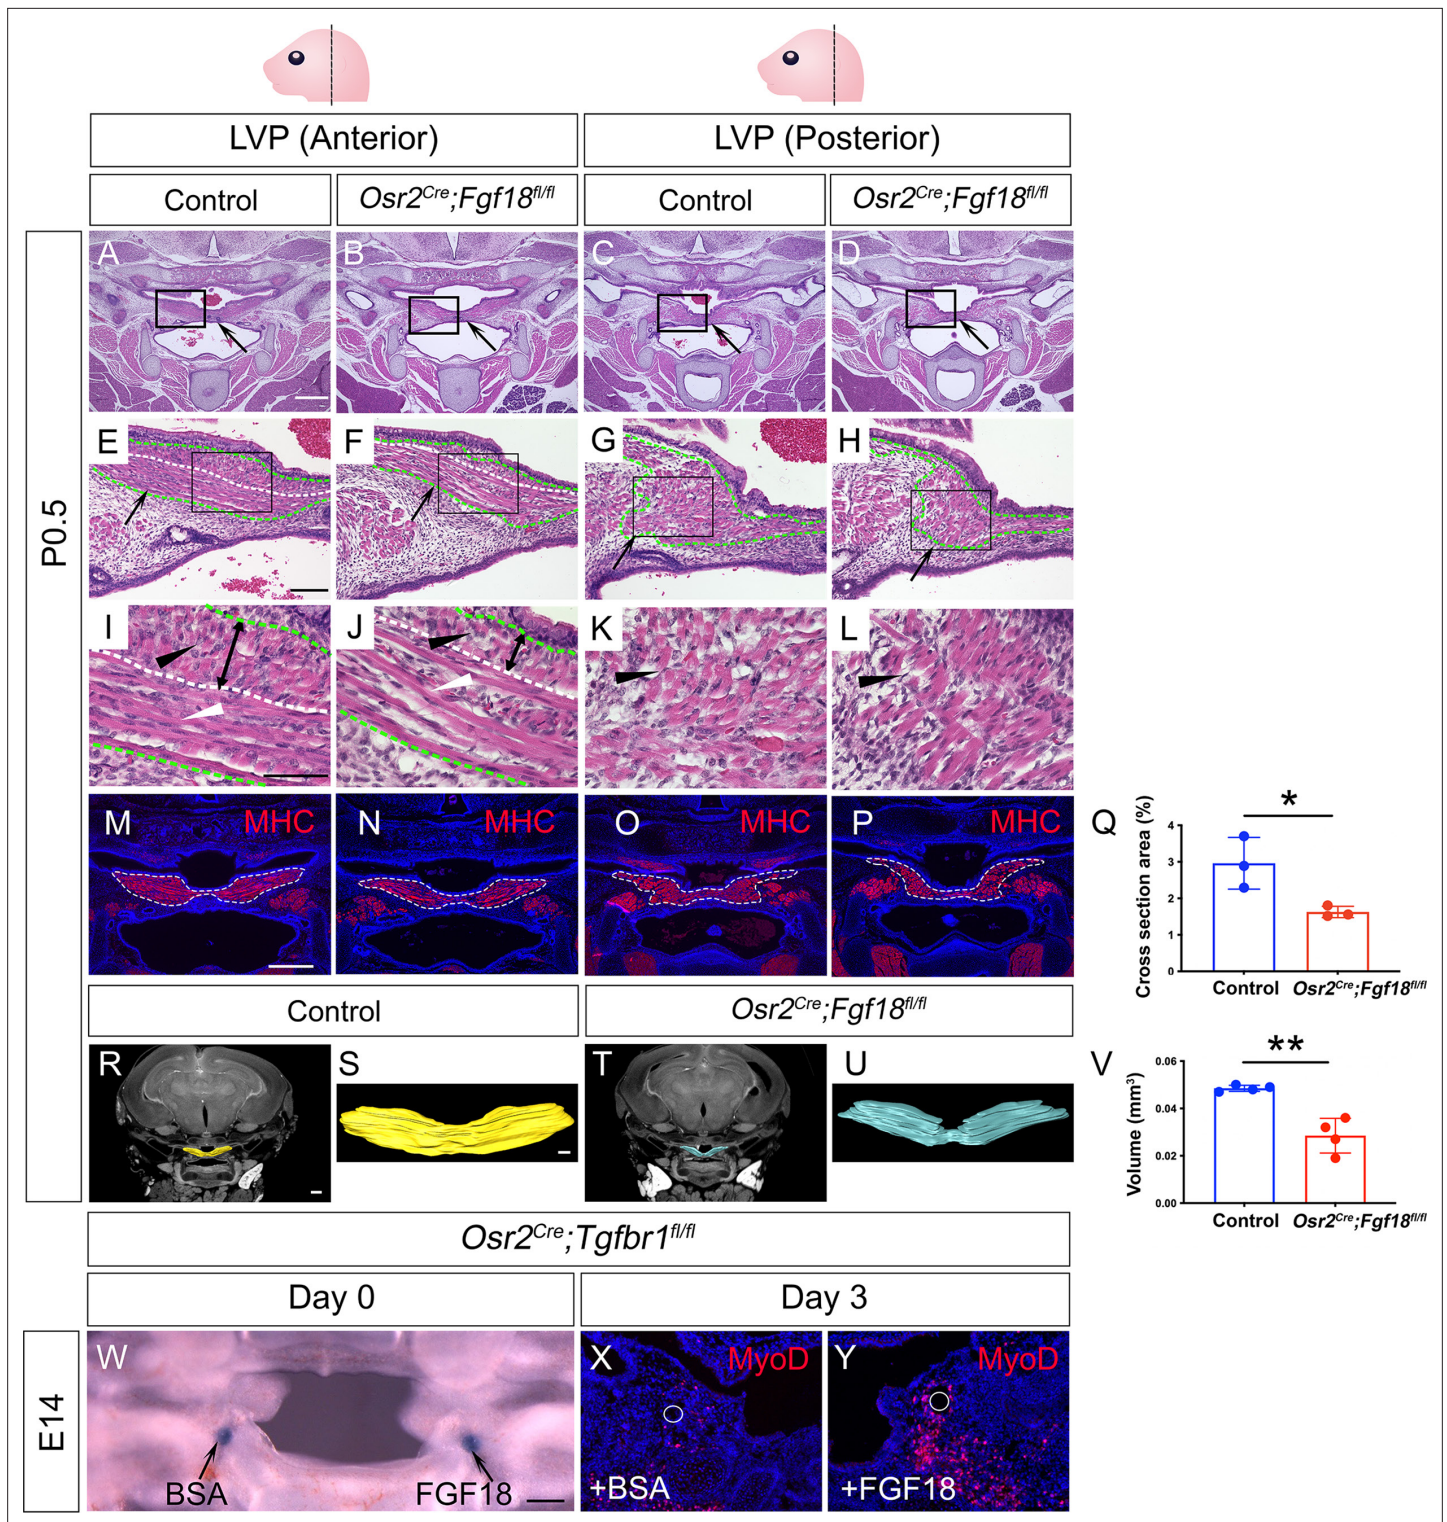 LVP (Anterior)
LVP (Posterior)
Control
Osr2Cre;Fgf18fl/fl
Control
Osr2Cre;Fgf18fl/fl
P0.5
A
B
C
D
E
F
G
H
I
J
K
L
M
MHC
N
MHC
O
MHC
P
MHC
Q
Cross section area (%)
*
4
3
2
1
0
Control
Osr2Cre;Fgf18fl/fl
Control
Osr2Cre;Fgf18fl/fl
R
S
T
U
V
Volume (mm³)
**
0.06
0.04
0.02
0.00
Control
Osr2Cre;Fgf18fl/fl
Osr2Cre;Tgfbr1fl/fl
Day 0
Day 3
E14
W
BSA
FGF18
X
MyoD
+BSA
Y
MyoD
+FGF18